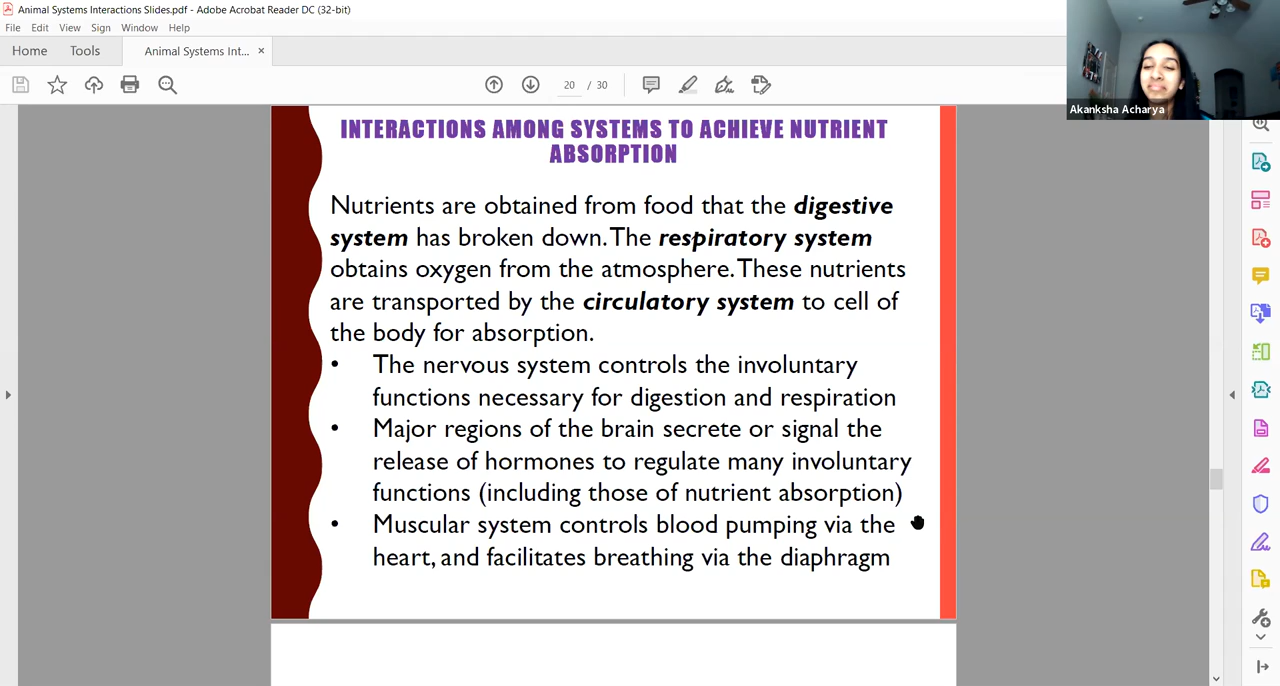 Animal Systems Interactions Slides.pdf - Adobe Acrobat Reader DC (32-bit)
File Edit View Sign Window Help
Home Tools Animal Systems Int... ×
20 / 30
Akanksha Acharya
INTERACTIONS AMONG SYSTEMS TO ACHIEVE NUTRIENT
ABSORPTION
Nutrients are obtained from food that the digestive
system has broken down. The respiratory system
obtains oxygen from the atmosphere. These nutrients
are transported by the circulatory system to cell of
the body for absorption.
• The nervous system controls the involuntary
functions necessary for digestion and respiration
• Major regions of the brain secrete or signal the
release of hormones to regulate many involuntary
functions (including those of nutrient absorption)
• Muscular system controls blood pumping via the
heart, and facilitates breathing via the diaphragm